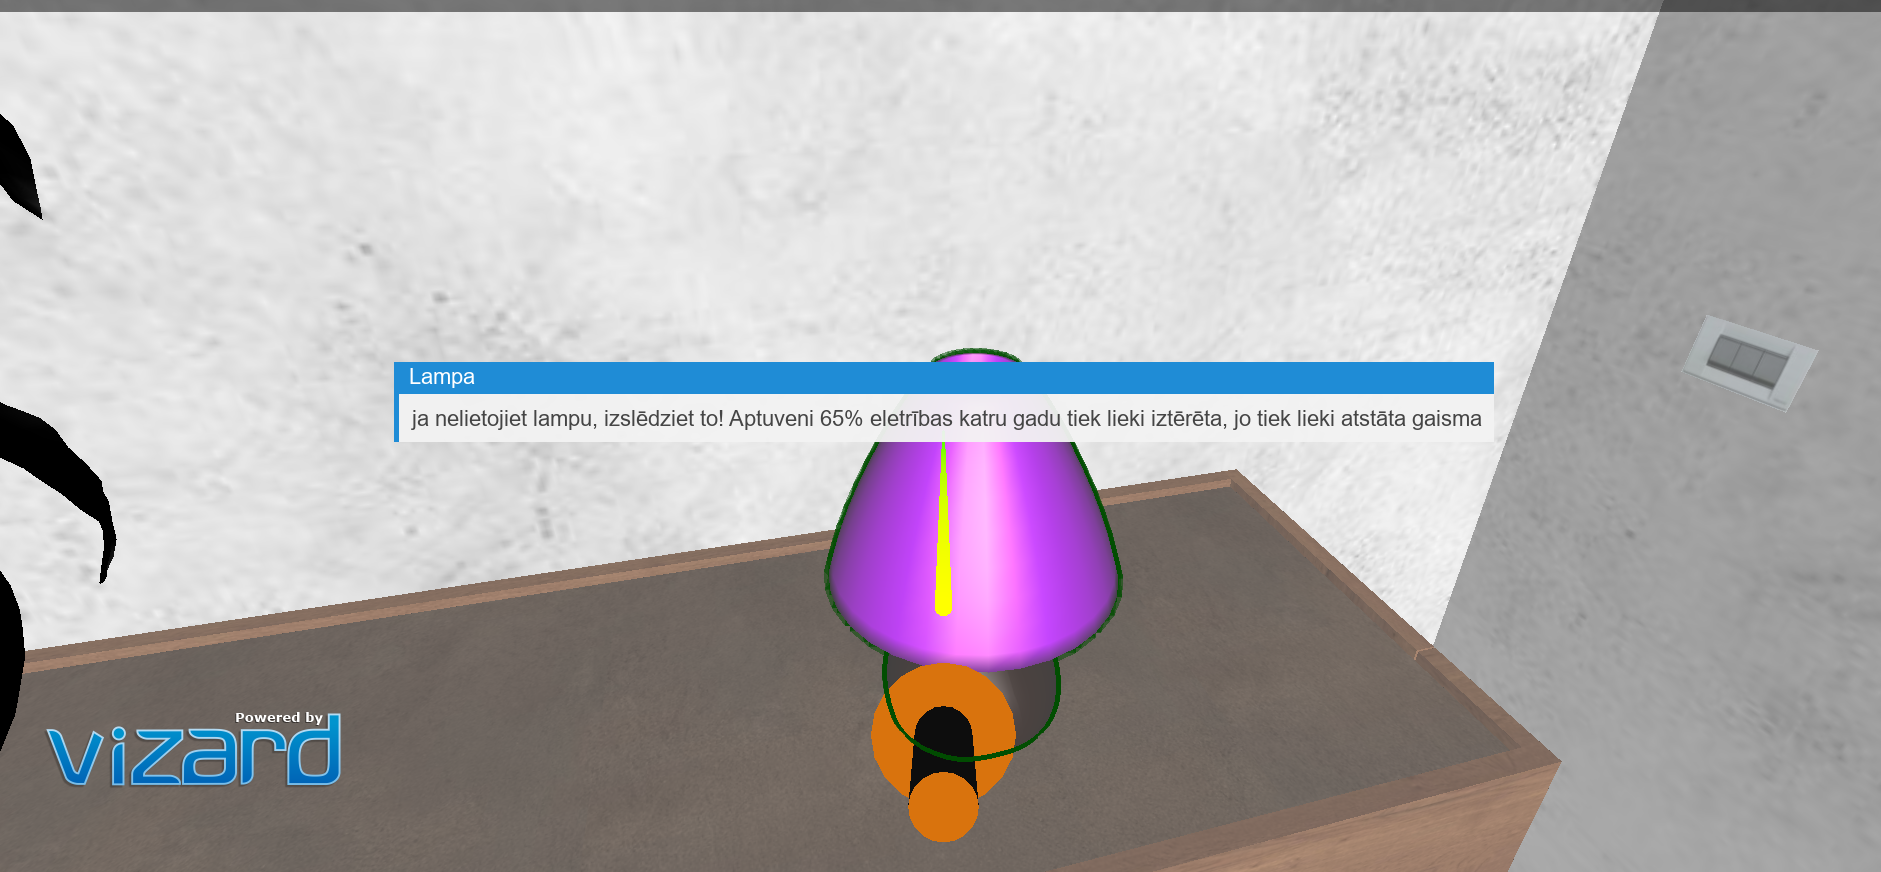 Lampa
ja nelietojiet lampu, izslēdziet to! Aptuveni 65% eletrības katru gadu tiek lieki iztērēta, jo tiek lieki atstāta gaisma
Powered by
vizard